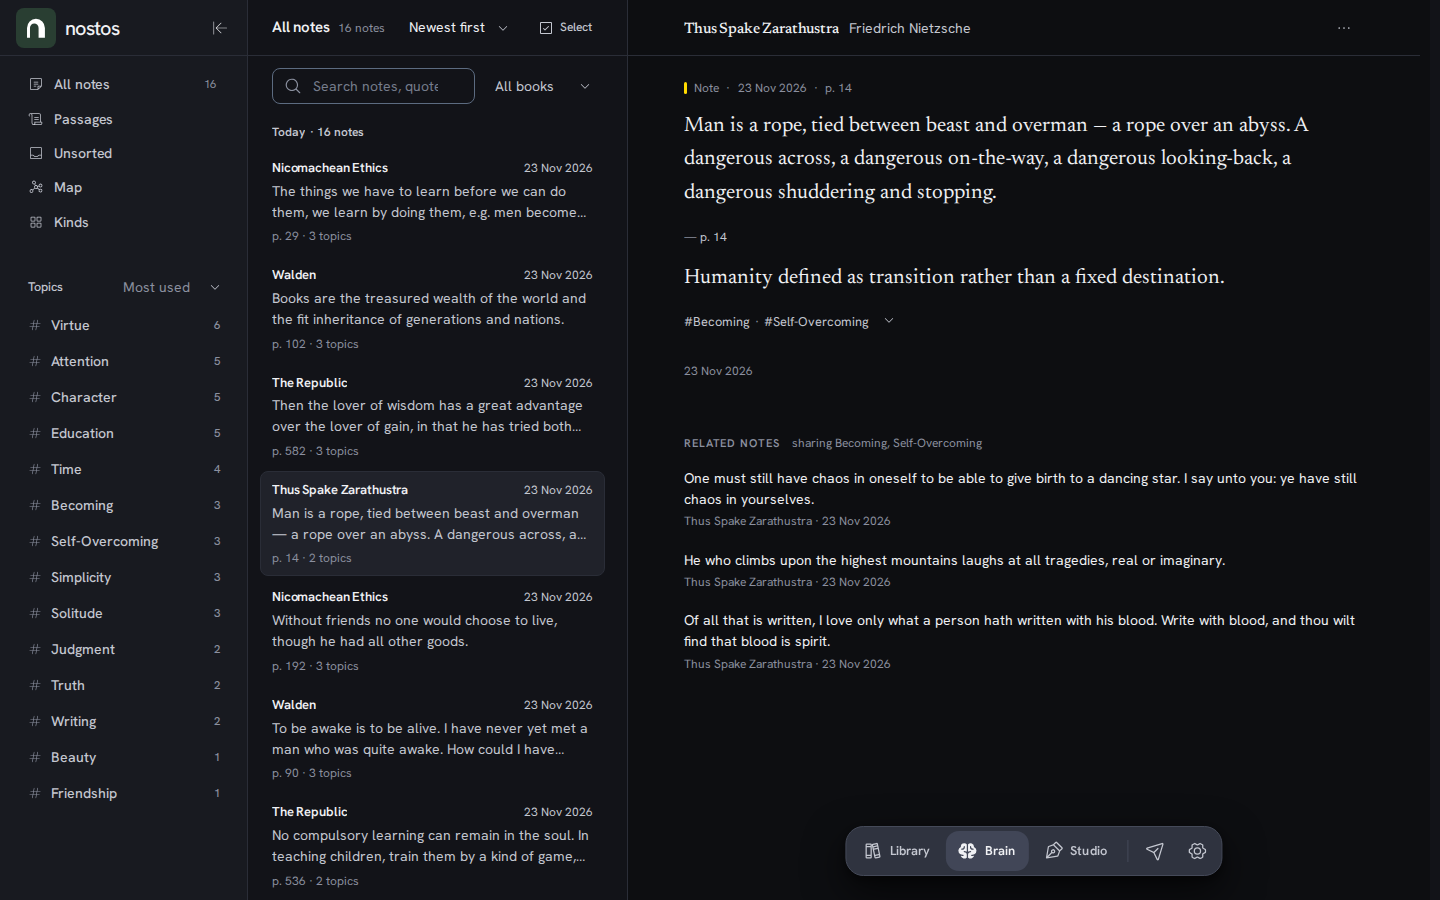 nostos
All notes 16
Passages
Unsorted
Map
Kinds
Topics Most used
# Virtue 6
# Attention 5
# Character 5
# Education 5
# Time 4
# Becoming 3
# Self-Overcoming 3
# Simplicity 3
# Solitude 3
# Judgment 2
# Truth 2
# Writing 2
# Beauty 1
# Friendship 1
All notes 16 notes Newest first Select
Search notes, quote All books
Today · 16 notes
Nicomachean Ethics 23 Nov 2026
The things we have to learn before we can do
them, we learn by doing them, e.g. men become...
p. 29 · 3 topics
Walden 23 Nov 2026
Books are the treasured wealth of the world and
the fit inheritance of generations and nations.
p. 102 · 3 topics
The Republic 23 Nov 2026
Then the lover of wisdom has a great advantage
over the lover of gain, in that he has tried both...
p. 582 · 3 topics
Thus Spake Zarathustra 23 Nov 2026
Man is a rope, tied between beast and overman
— a rope over an abyss. A dangerous across, a...
p. 14 · 2 topics
Nicomachean Ethics 23 Nov 2026
Without friends no one would choose to live,
though he had all other goods.
p. 192 · 3 topics
Walden 23 Nov 2026
To be awake is to be alive. I have never yet met a
man who was quite awake. How could I have...
p. 90 · 3 topics
The Republic 23 Nov 2026
No compulsory learning can remain in the soul. In
teaching children, train them by a kind of game,...
p. 536 · 2 topics
Thus Spake Zarathustra Friedrich Nietzsche
Note · 23 Nov 2026 · p. 14
Man is a rope, tied between beast and overman — a rope over an abyss. A
dangerous across, a dangerous on-the-way, a dangerous looking-back, a
dangerous shuddering and stopping.
— p. 14
Humanity defined as transition rather than a fixed destination.
#Becoming · #Self-Overcoming
23 Nov 2026
RELATED NOTES sharing Becoming, Self-Overcoming
One must still have chaos in oneself to be able to give birth to a dancing star. I say unto you: ye have still
chaos in yourselves.
Thus Spake Zarathustra · 23 Nov 2026
He who climbs upon the highest mountains laughs at all tragedies, real or imaginary.
Thus Spake Zarathustra · 23 Nov 2026
Of all that is written, I love only what a person hath written with his blood. Write with blood, and thou wilt
find that blood is spirit.
Thus Spake Zarathustra · 23 Nov 2026
Library Brain Studio